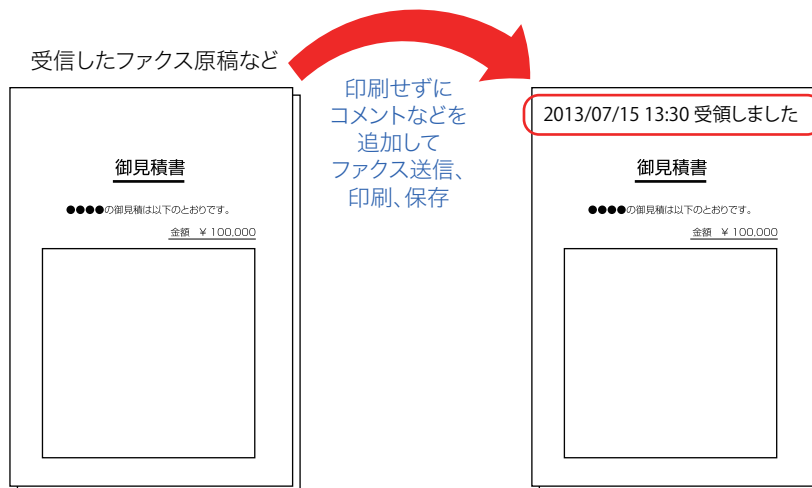 受信したファクス原稿など
御見積書
●●●●の御見積は以下のとおりです。
金額 ￥100,000
印刷せずに
コメントなどを
追加して
ファクス送信、
印刷、保存
2013/07/15 13:30 受領しました
御見積書
●●●●の御見積は以下のとおりです。
金額 ￥100,000